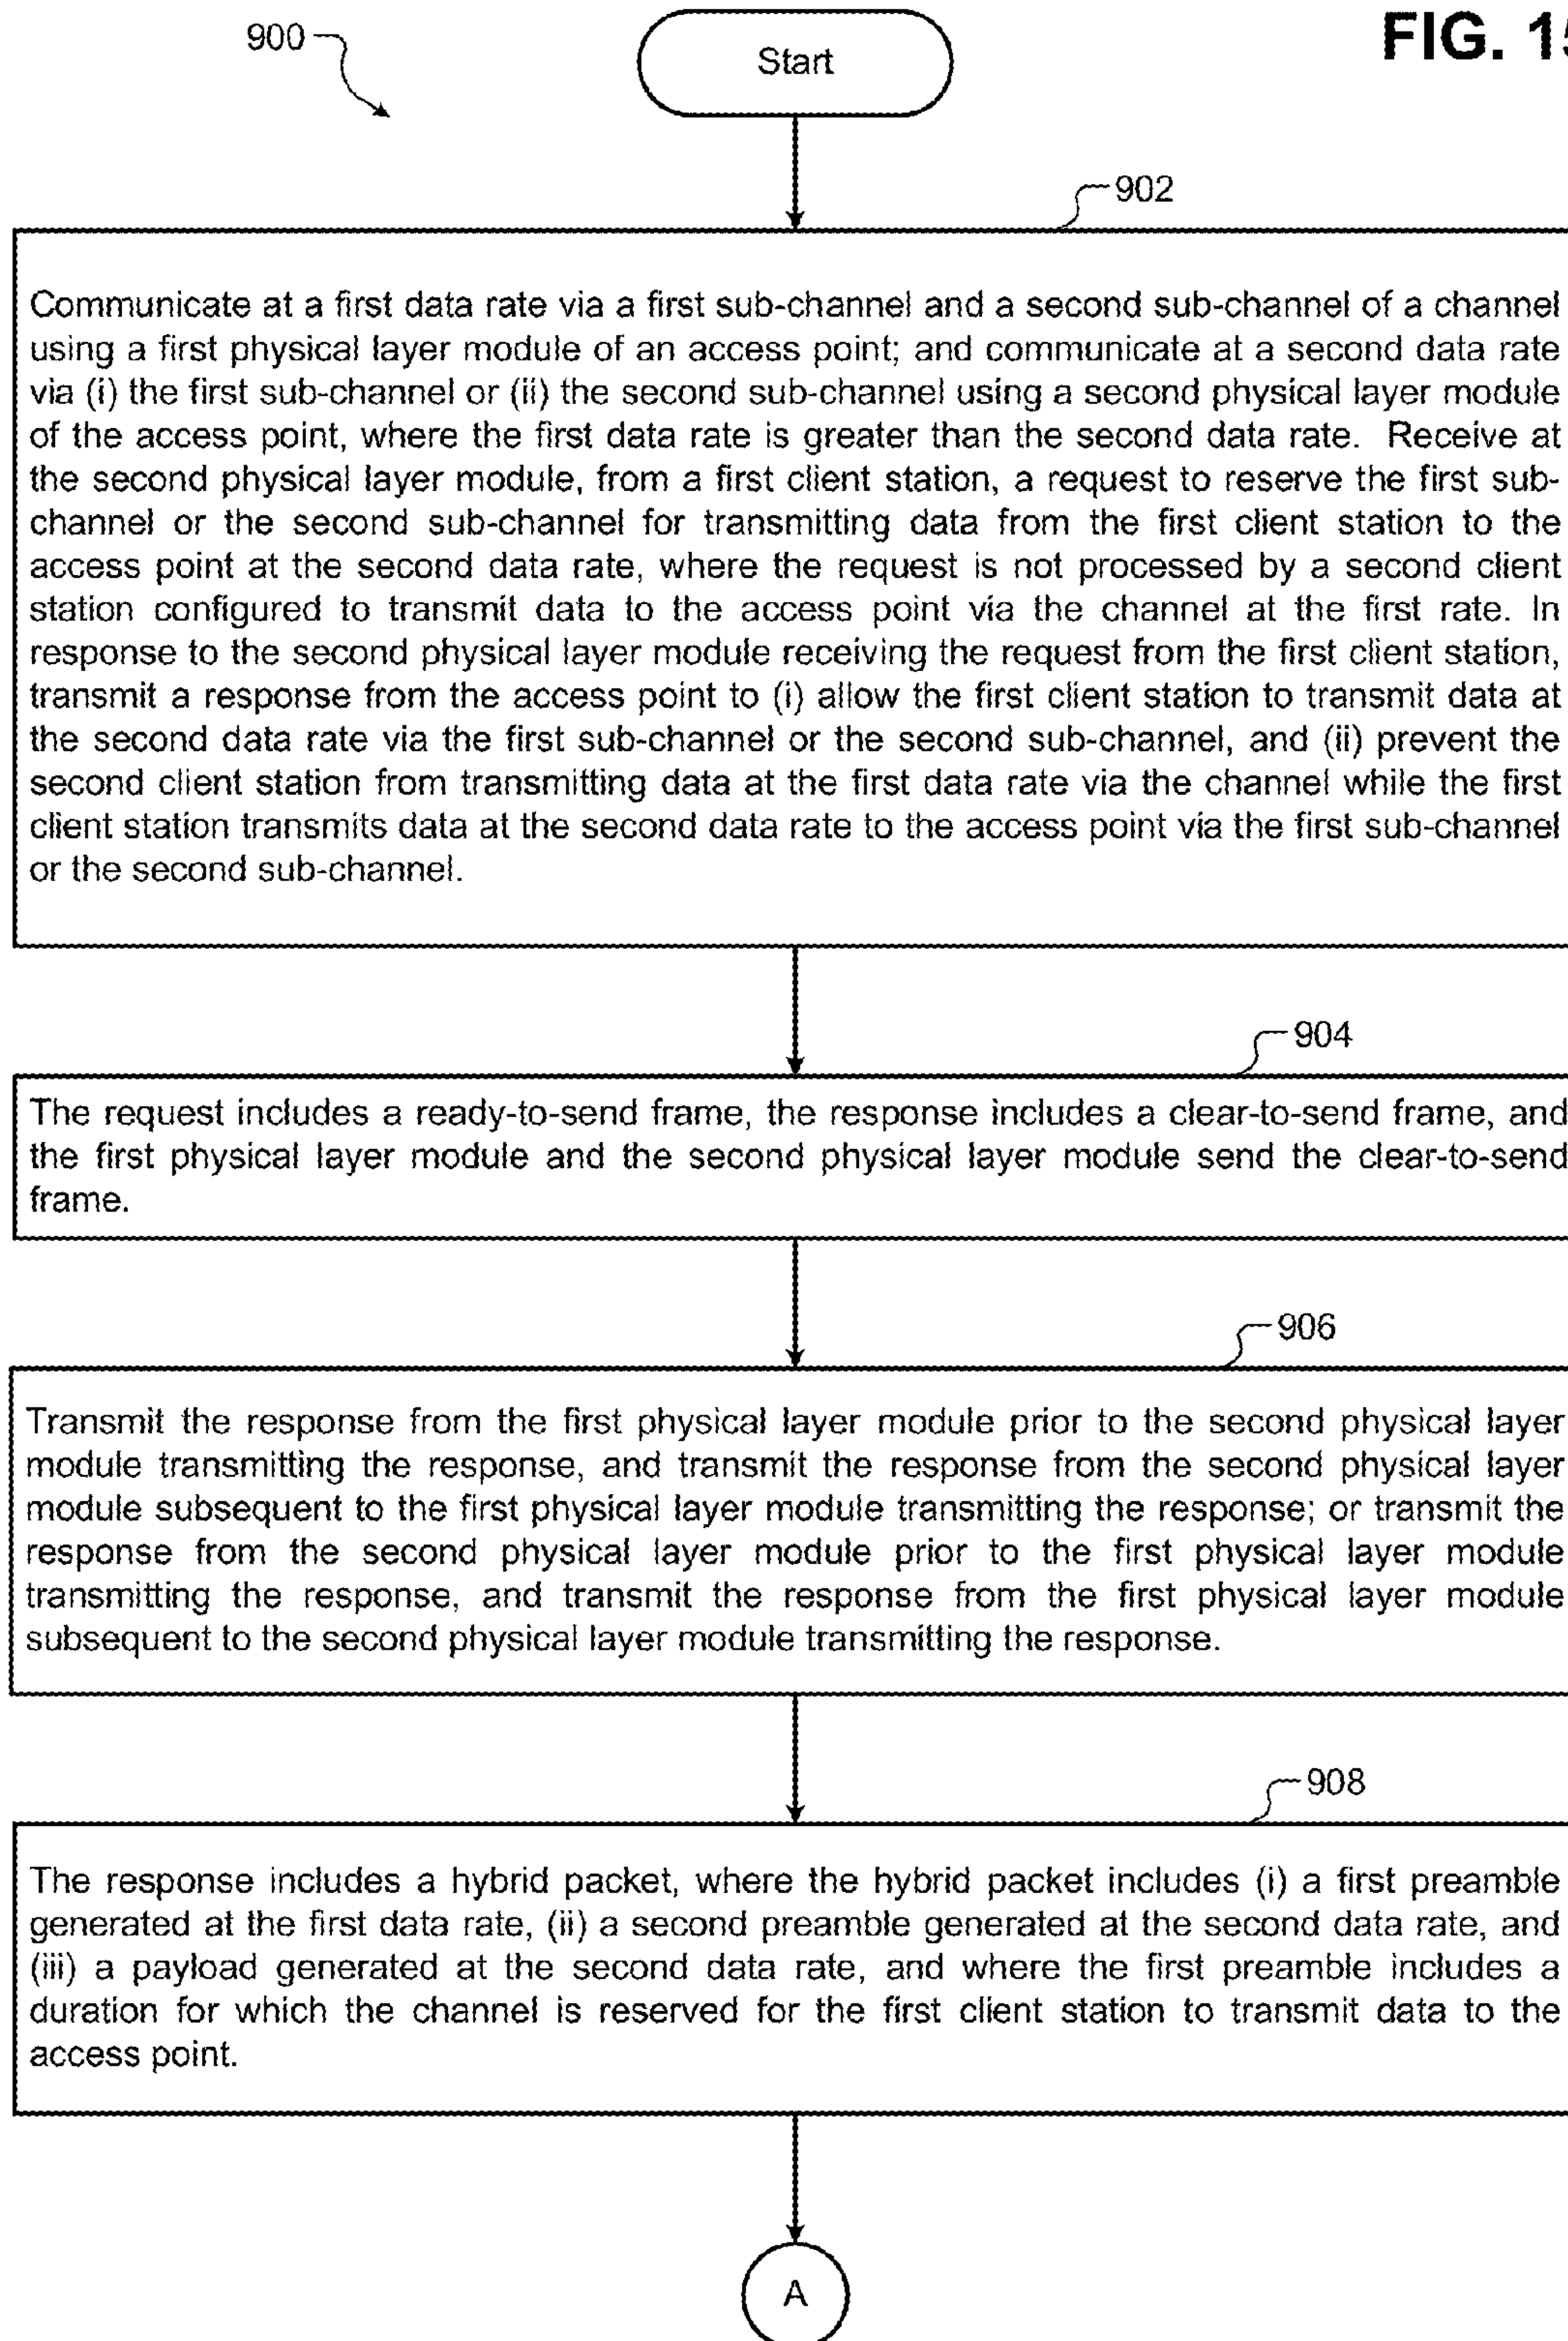 FIG. 15
900
Start
902
Communicate at a first data rate via a first sub-channel and a second sub-channel of a channel
using a first physical layer module of an access point; and communicate at a second data rate
via (i) the first sub-channel or (ii) the second sub-channel using a second physical layer module
of the access point, where the first data rate is greater than the second data rate. Receive at
the second physical layer module, from a first client station, a request to reserve the first sub-
channel or the second sub-channel for transmitting data from the first client station to the
access point at the second data rate, where the request is not processed by a second client
station configured to transmit data to the access point via the channel at the first rate. In
response to the second physical layer module receiving the request from the first client station,
transmit a response from the access point to (i) allow the first client station to transmit data at
the second data rate via the first sub-channel or the second sub-channel, and (ii) prevent the
second client station from transmitting data at the first data rate via the channel while the first
client station transmits data at the second data rate to the access point via the first sub-channel
or the second sub-channel.
904
The request includes a ready-to-send frame, the response includes a clear-to-send frame, and
the first physical layer module and the second physical layer module send the clear-to-send
frame.
906
Transmit the response from the first physical layer module prior to the second physical layer
module transmitting the response, and transmit the response from the second physical layer
module subsequent to the first physical layer module transmitting the response; or transmit the
response from the second physical layer module prior to the first physical layer module
transmitting the response, and transmit the response from the first physical layer module
subsequent to the second physical layer module transmitting the response.
908
The response includes a hybrid packet, where the hybrid packet includes (i) a first preamble
generated at the first data rate, (ii) a second preamble generated at the second data rate, and
(iii) a payload generated at the second data rate, and where the first preamble includes a
duration for which the channel is reserved for the first client station to transmit data to the
access point.
A